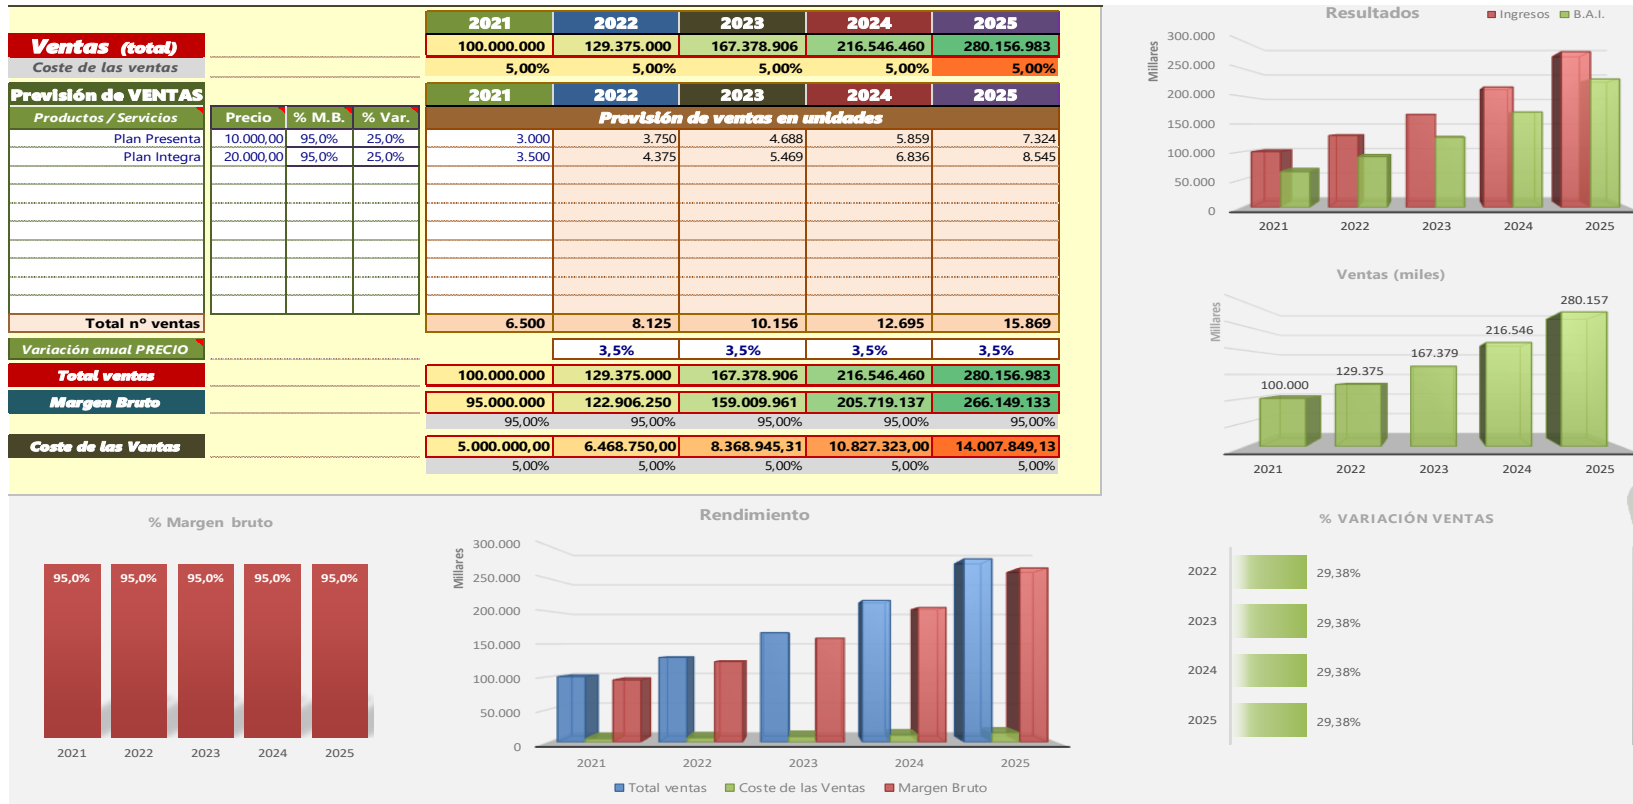 2021 2022 2023 2024 2025
Ventas (total) 100.000.000 129.375.000 167.378.906 216.546.460 280.156.983
Coste de las ventas 5,00% 5,00% 5,00% 5,00% 5,00%
Previsión de VENTAS 2021 2022 2023 2024 2025
Productos / Servicios Precio % M.B. % Var. Previsión de ventas en unidades
Plan Presenta 10.000,00 95,0% 25,0% 3.000 3.750 4.688 5.859 7.324
Plan Integra 20.000,00 95,0% 25,0% 3.500 4.375 5.469 6.836 8.545
Total nº ventas 6.500 8.125 10.156 12.695 15.869
Variación anual PRECIO 3,5% 3,5% 3,5% 3,5%
Total ventas 100.000.000 129.375.000 167.378.906 216.546.460 280.156.983
Margen Bruto 95.000.000 122.906.250 159.009.961 205.719.137 266.149.133
95,00% 95,00% 95,00% 95,00% 95,00%
Coste de las Ventas 5.000.000,00 6.468.750,00 8.368.945,31 10.827.323,00 14.007.849,13
5,00% 5,00% 5,00% 5,00% 5,00%
Resultados
Ingresos B.A.I.
Millares
300.000
250.000
200.000
150.000
100.000
50.000
0
2021 2022 2023 2024 2025
Ventas (miles)
Millares
100.000 129.375 167.379 216.546 280.157
2021 2022 2023 2024 2025
% Margen bruto
95,0% 95,0% 95,0% 95,0% 95,0%
2021 2022 2023 2024 2025
Rendimiento
Millares
300.000
250.000
200.000
150.000
100.000
50.000
0
2021 2022 2023 2024 2025
Total ventas Coste de las Ventas Margen Bruto
% VARIACIÓN VENTAS
2022 29,38%
2023 29,38%
2024 29,38%
2025 29,38%